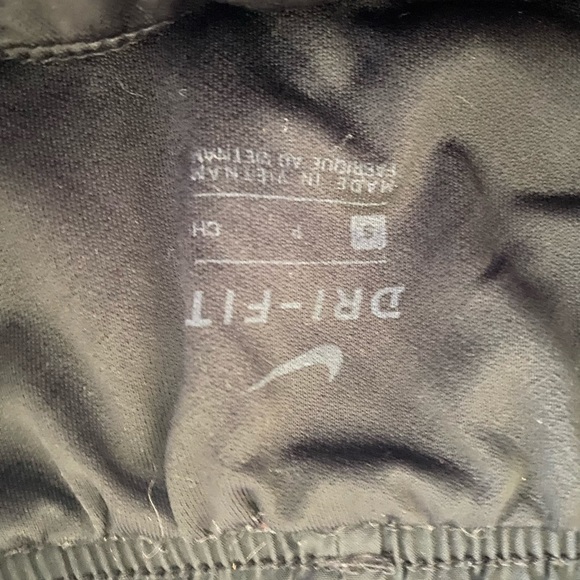 DRI-FIT
S P CH
MADE IN VIETNAM
FABRIQUE AU VIETNAM